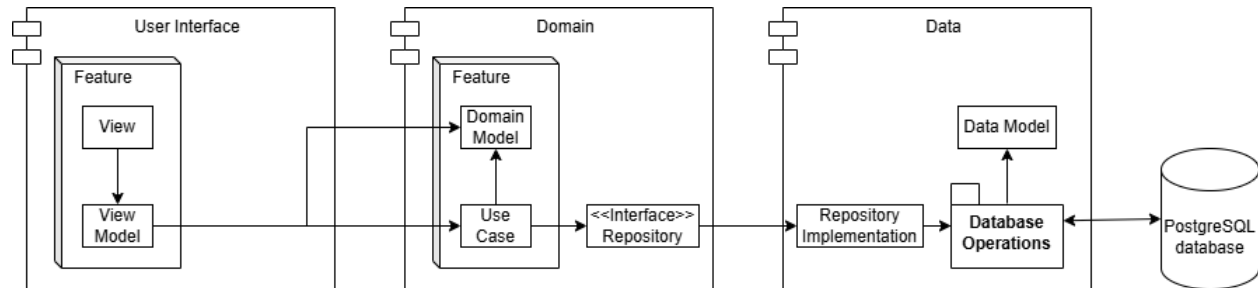 User Interface
Feature
View
View
Model
Domain
Feature
Domain
Model
Use
Case
<<Interface>>
Repository
Data
Data Model
Repository
Implementation
Database
Operations
PostgreSQL
database